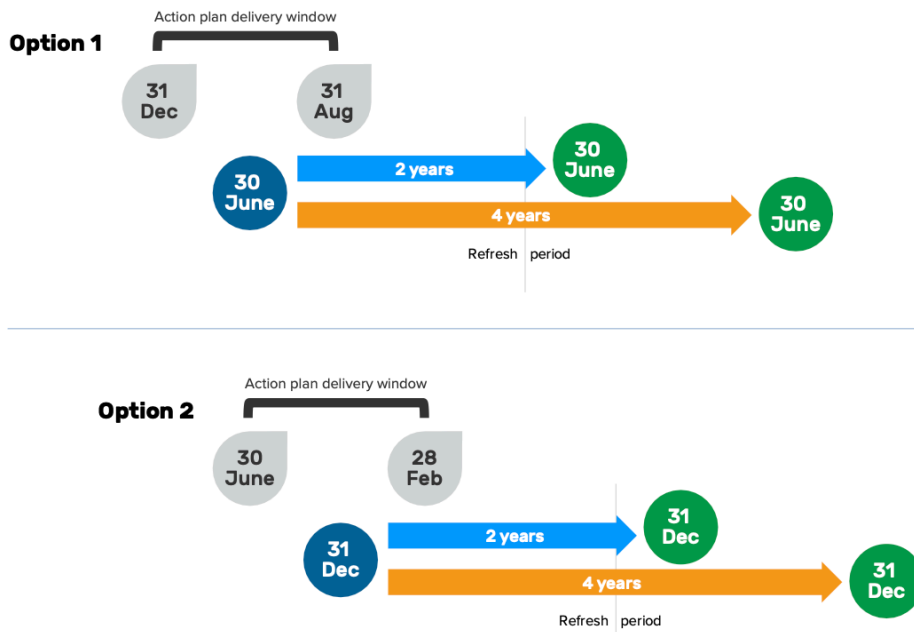 Action plan delivery window
Option 1
31
Dec
31
Aug
30
June
2 years
30
June
4 years
30
June
Refresh period
Action plan delivery window
Option 2
30
June
28
Feb
31
Dec
2 years
31
Dec
4 years
31
Dec
Refresh period